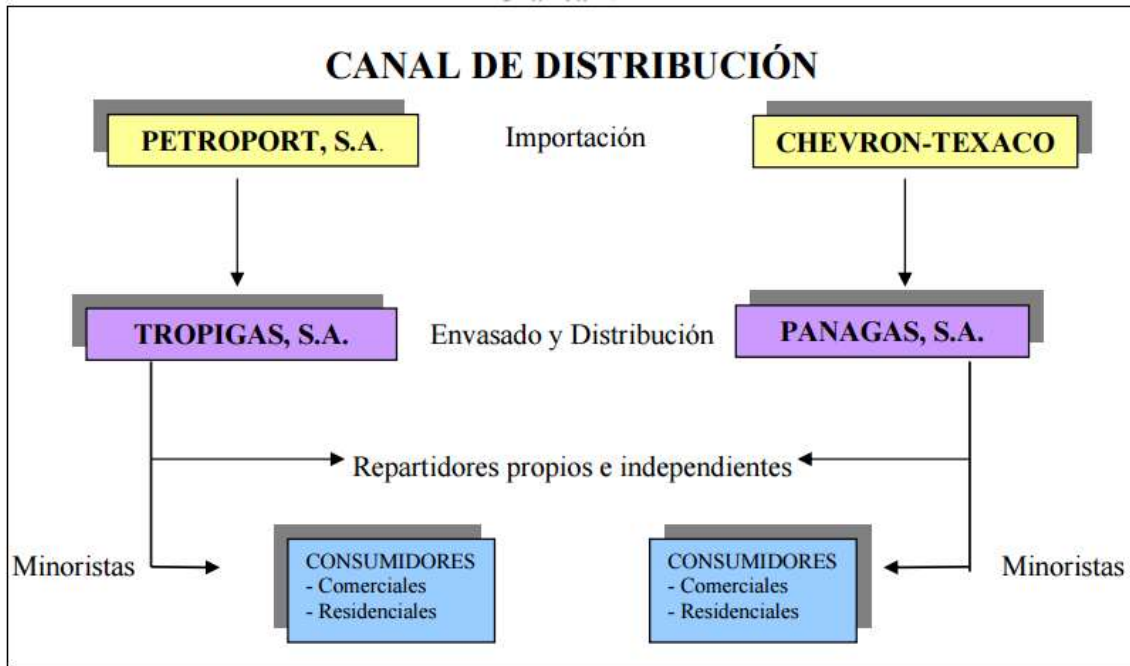 CANAL DE DISTRIBUCIÓN
PETROPORT, S.A.
Importación
CHEVRON-TEXACO
TROPIGAS, S.A.
Envasado y Distribución
PANAGAS, S.A.
Repartidores propios e independientes
Minoristas
CONSUMIDORES
- Comerciales
- Residenciales
CONSUMIDORES
- Comerciales
- Residenciales
Minoristas